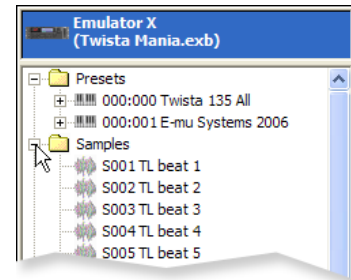 Emulator X
(Twista Mania.exb)
Presets
000:000 Twista 135 All
000:001 E-mu Systems 2006
Samples
S001 TL beat 1
S002 TL beat 2
S003 TL beat 3
S004 TL beat 4
S005 TL beat 5